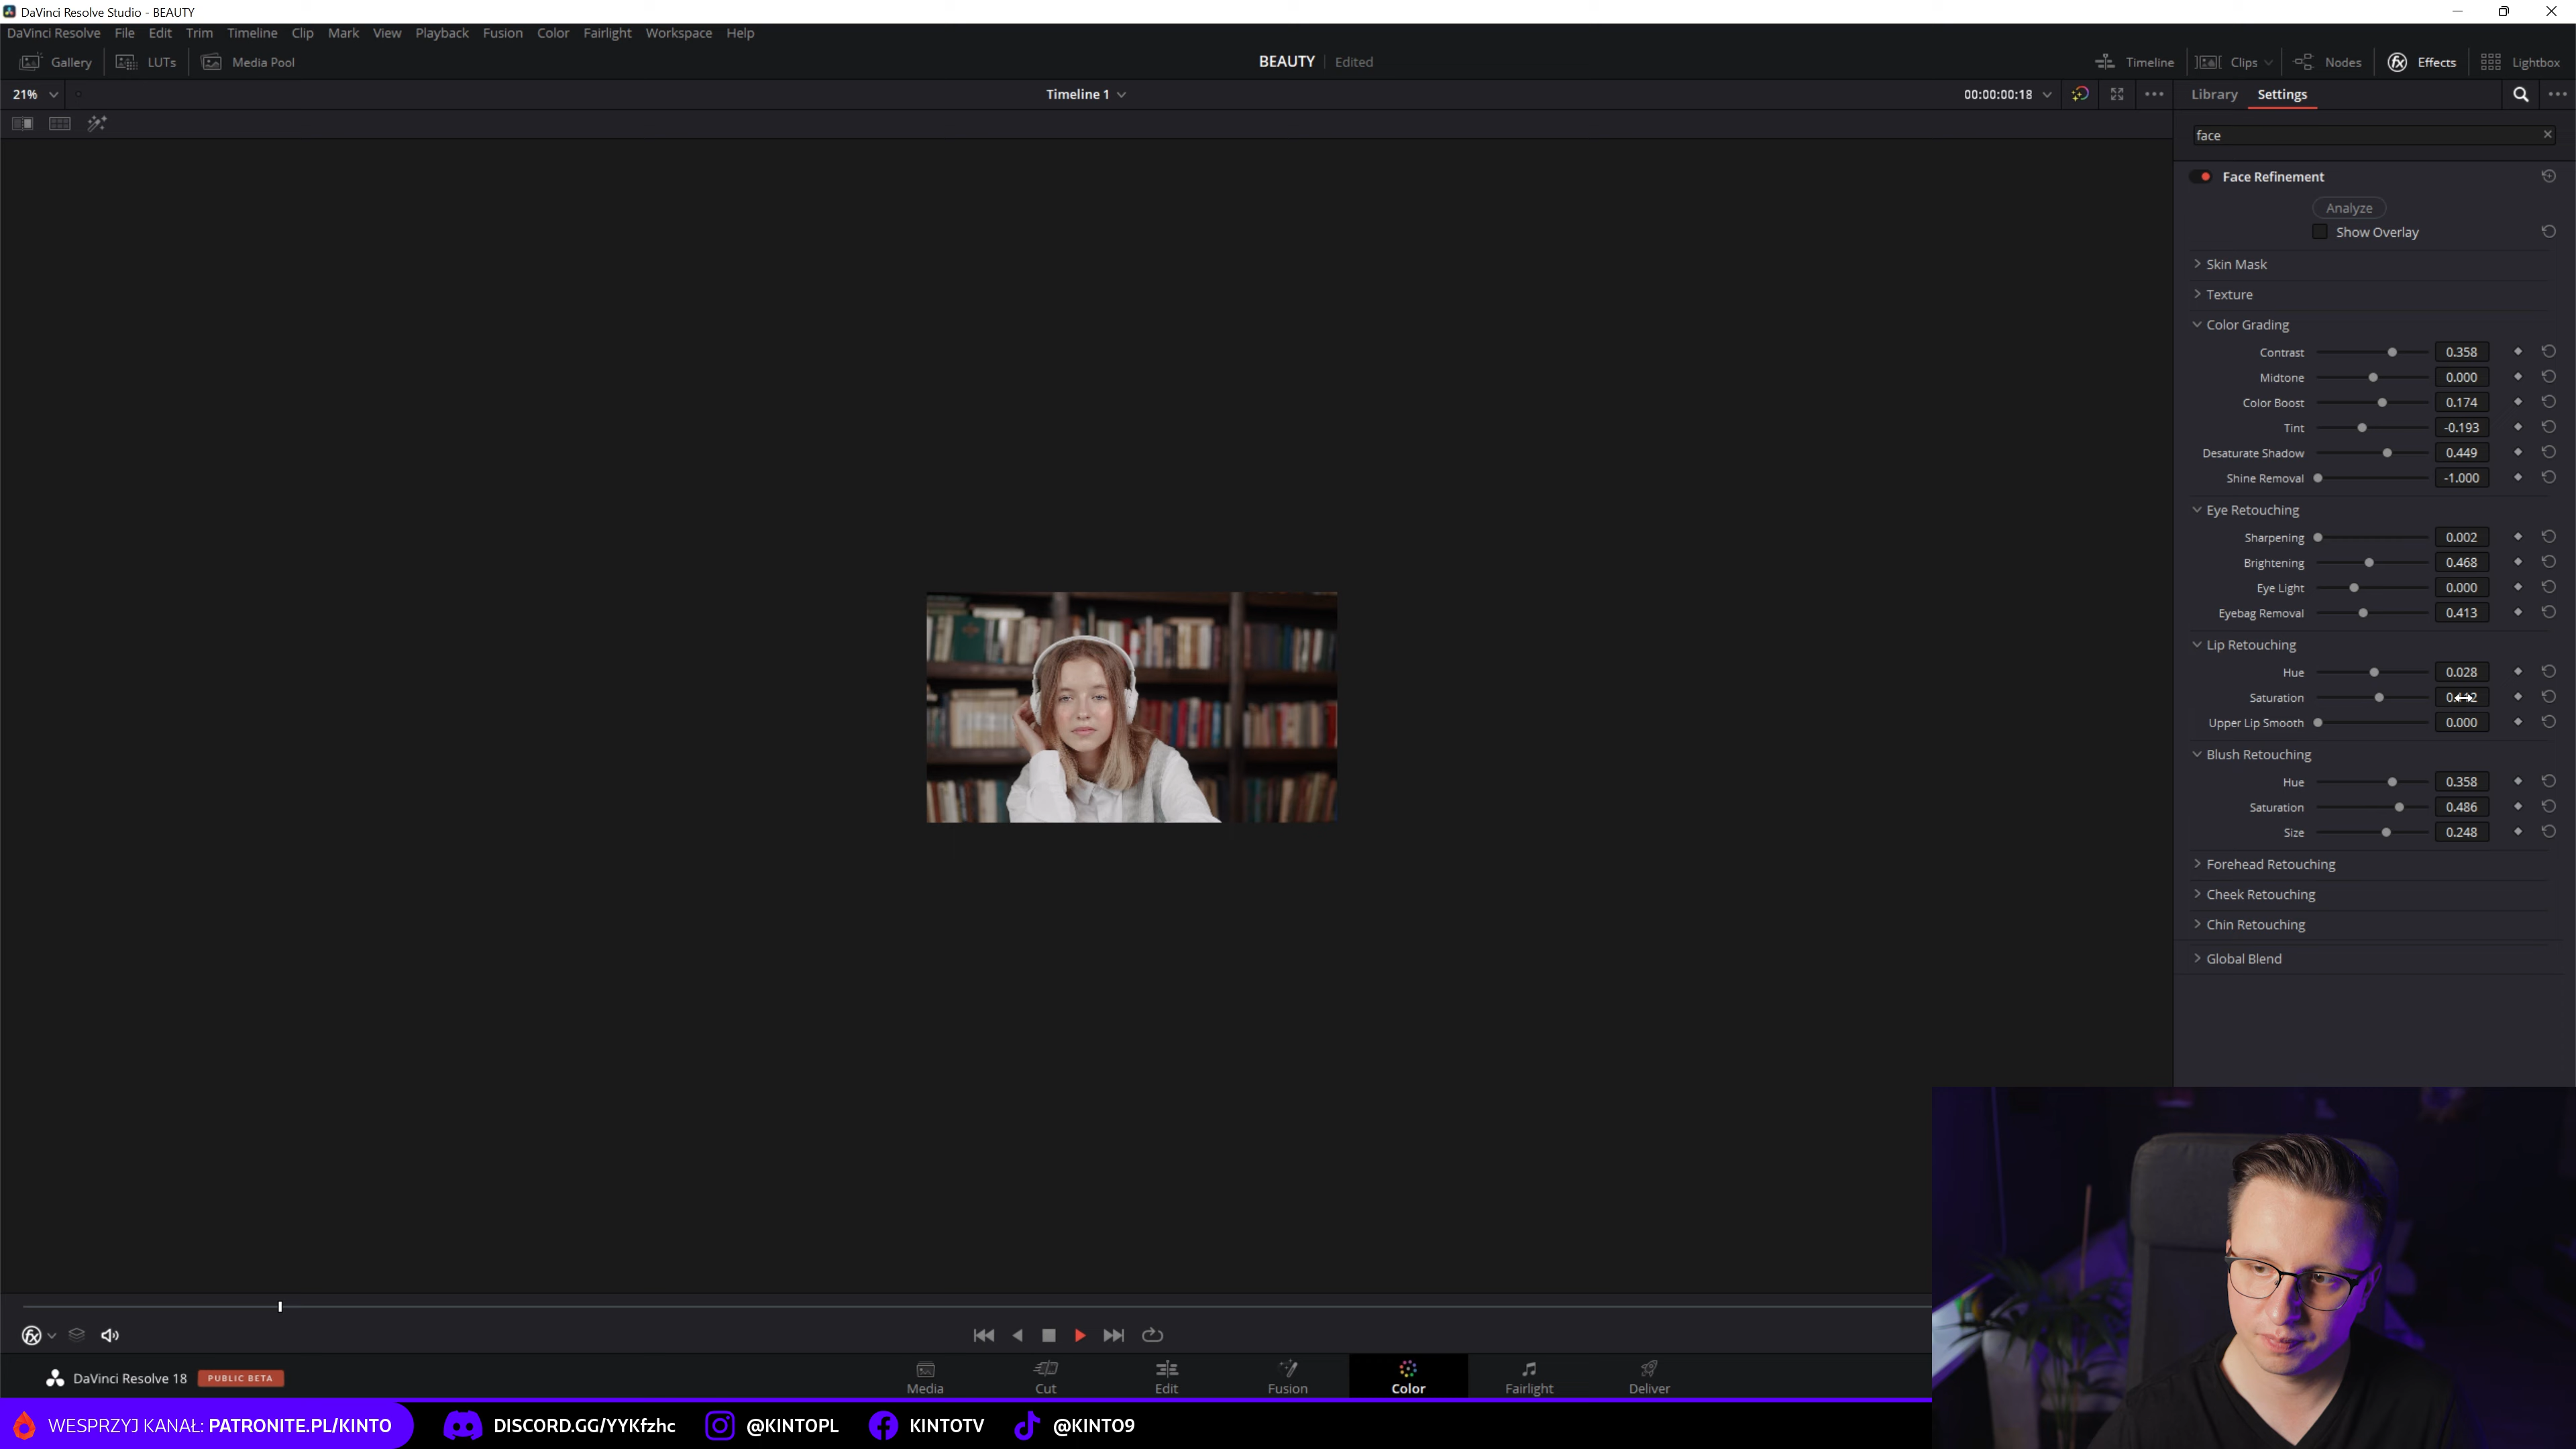 DaVinci Resolve Studio - BEAUTY
DaVinci Resolve File Edit Trim Timeline Clip Mark View Playback Fusion Color Fairlight Workspace Help
Gallery LUTs Media Pool BEAUTY Edited Timeline Clips Nodes Effects Lightbox
21% Timeline 1 00:00:00:18 Library Settings
face
Face Refinement
Analyze
Show Overlay
Skin Mask
Texture
Color Grading
Contrast 0.358
Midtone 0.000
Color Boost 0.174
Tint -0.193
Desaturate Shadow 0.449
Shine Removal -1.000
Eye Retouching
Sharpening 0.002
Brightening 0.468
Eye Light 0.000
Eyebag Removal 0.413
Lip Retouching
Hue 0.028
Saturation
Upper Lip Smooth 0.000
Blush Retouching
Hue 0.358
Saturation 0.486
Size 0.248
Forehead Retouching
Cheek Retouching
Chin Retouching
Global Blend
DaVinci Resolve 18 PUBLIC BETA Media Cut Edit Fusion Color Fairlight Deliver
WESPRZYJ KANAŁ: PATRONITE.PL/KINTO DISCORD.GG/YYKfzhc @KINTOPL KINTOTV @KINTO9